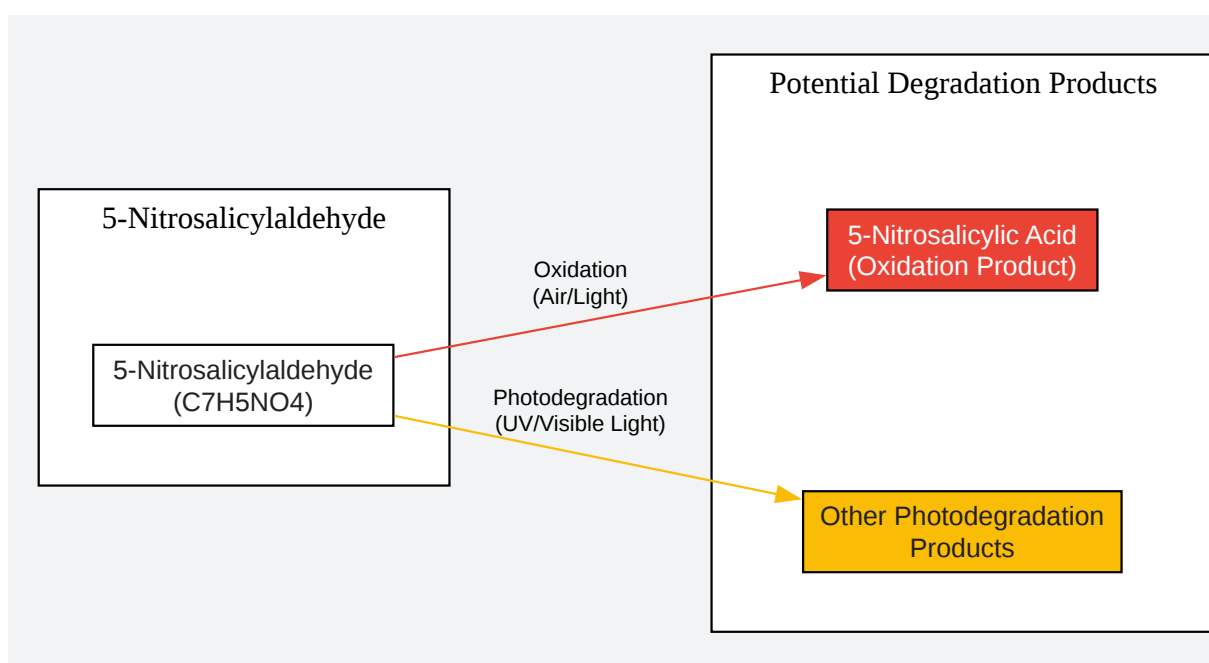 5-Nitrosalicylaldehyde
5-Nitrosalicylaldehyde
(C7H5NO4)
Oxidation
(Air/Light)
Photodegradation
(UV/Visible Light)
Potential Degradation Products
5-Nitrosalicylic Acid
(Oxidation Product)
Other Photodegradation
Products